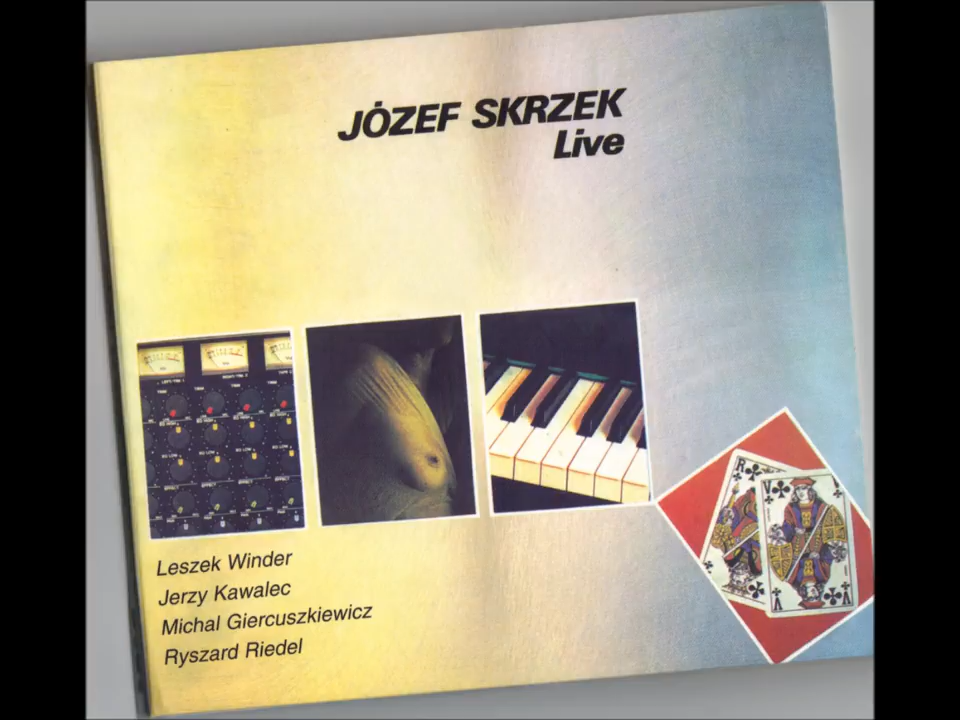 JÓZEF SKRZEK
Live
Leszek Winder
Jerzy Kawalec
Michal Giercuszkiewicz
Ryszard Riedel
R
V
V